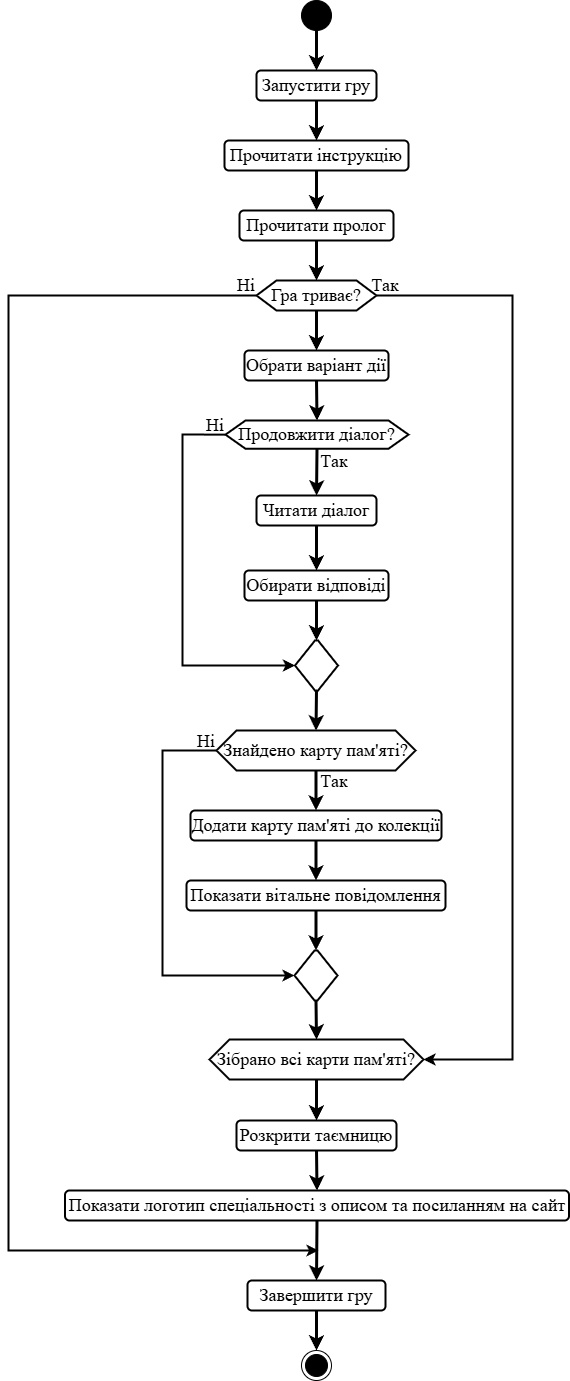 Запустити гру
Прочитати інструкцію
Прочитати пролог
Ні
Так
Гра триває?
Обрати варіант дії
Ні
Продовжити діалог?
Так
Читати діалог
Обирати відповіді
Ні
Знайдено карту пам'яті?
Так
Додати карту пам'яті до колекції
Показати вітальне повідомлення
Зібрано всі карти пам'яті?
Розкрити таємницю
Показати логотип спеціальності з описом та посиланням на сайт
Завершити гру